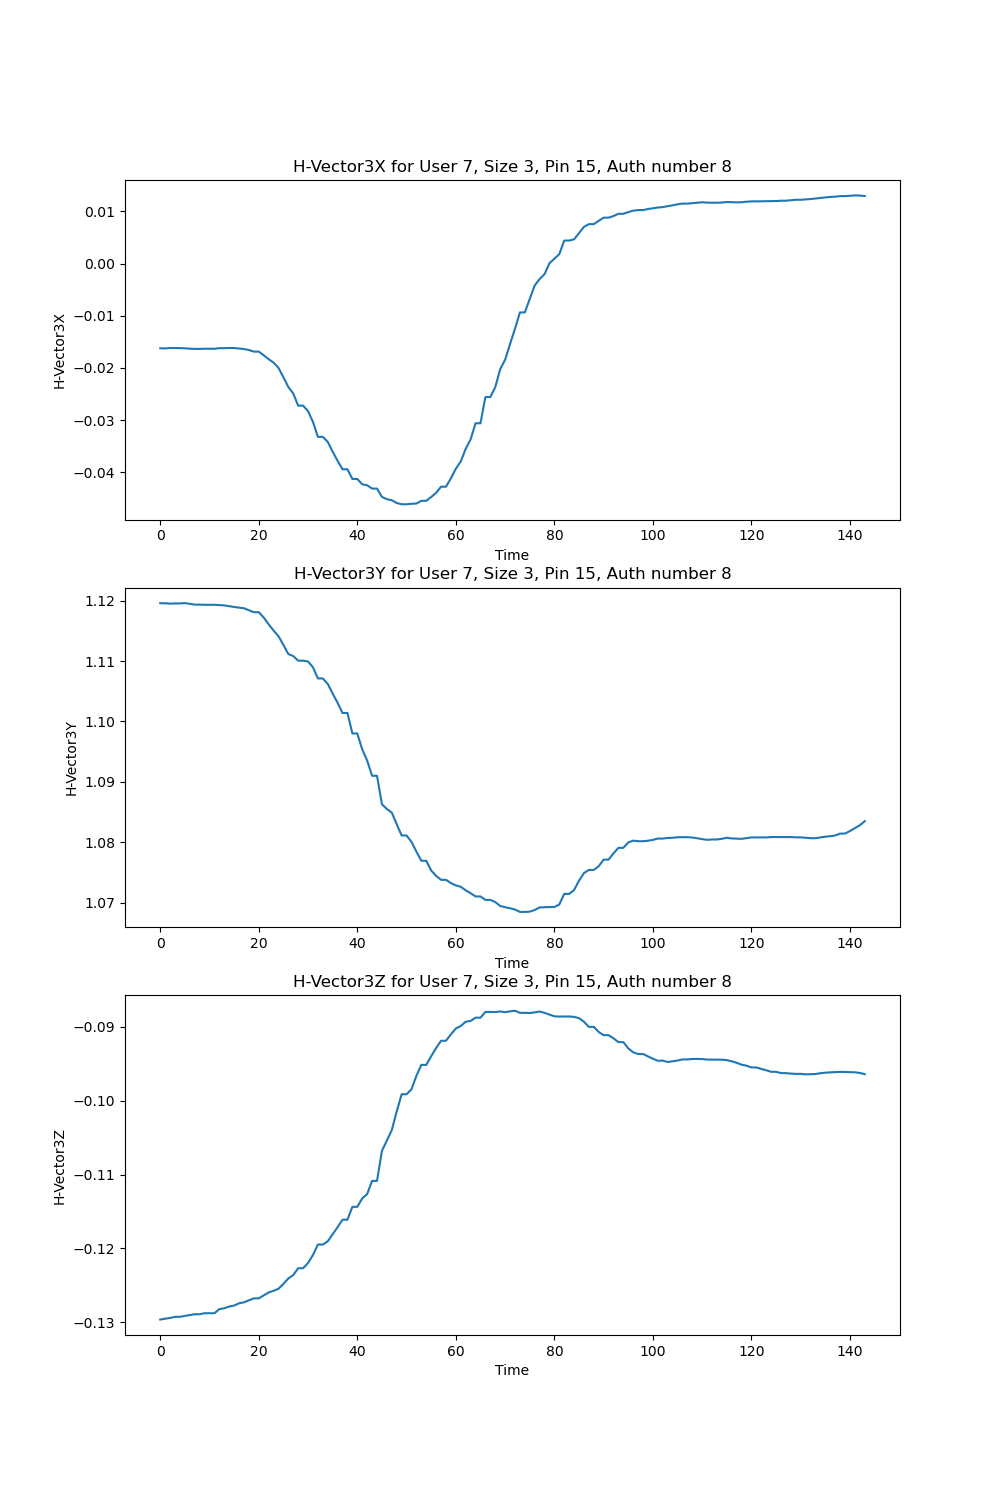 H-Vector3X for User 7, Size 3, Pin 15, Auth number 8
0.01
0.00
−0.01
−0.02
−0.03
−0.04
H-Vector3X
0 20 40 60 80 100 120 140
Time
H-Vector3Y for User 7, Size 3, Pin 15, Auth number 8
1.12
1.11
1.10
1.09
1.08
1.07
H-Vector3Y
0 20 40 60 80 100 120 140
Time
H-Vector3Z for User 7, Size 3, Pin 15, Auth number 8
−0.09
−0.10
−0.11
−0.12
−0.13
H-Vector3Z
0 20 40 60 80 100 120 140
Time